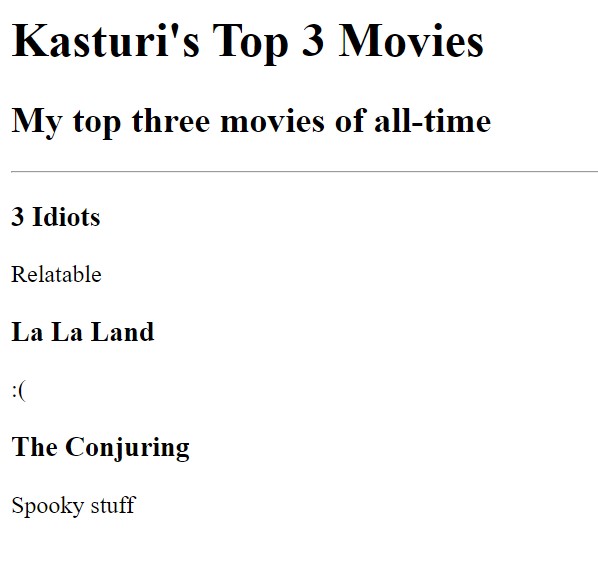 Kasturi's Top 3 Movies
My top three movies of all-time
3 Idiots
Relatable
La La Land
:(
The Conjuring
Spooky stuff